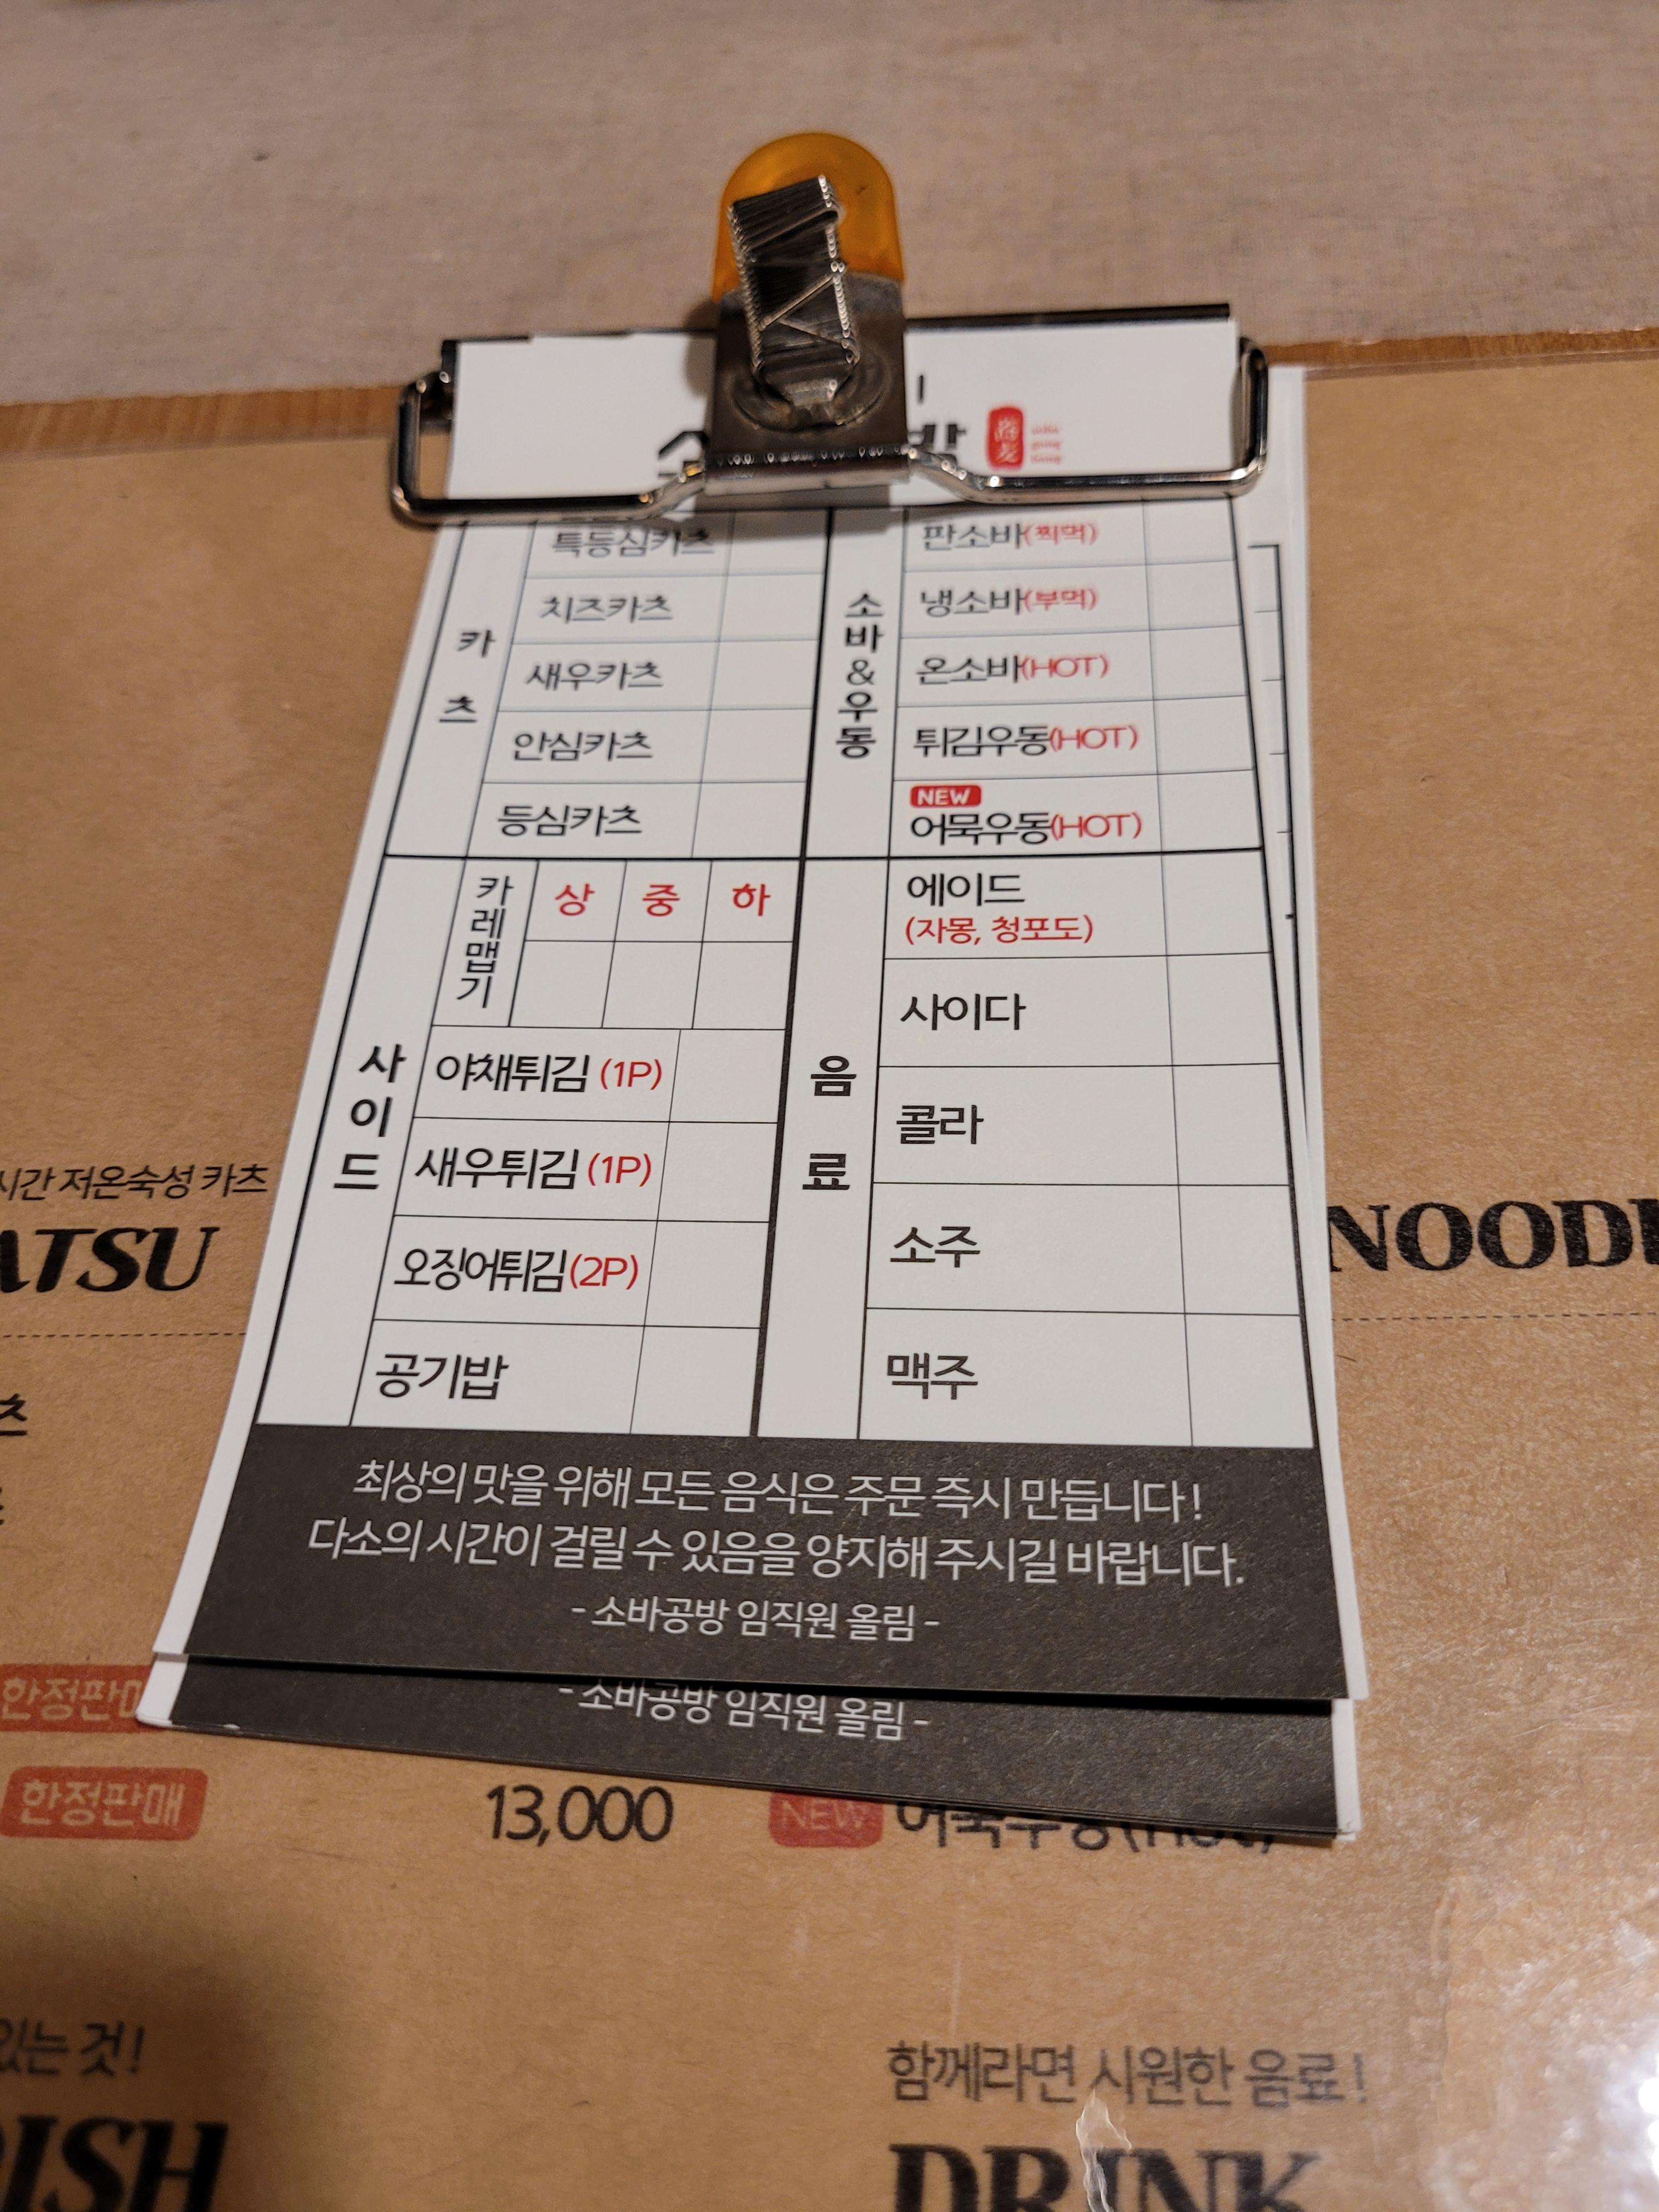 카츠
특등심카츠
치즈카츠
새우카츠
안심카츠
등심카츠
소바&우동
판소바(찍먹)
냉소바(부먹)
온소바(HOT)
튀김우동(HOT)
NEW
어묵우동(HOT)
사이드
카레맵기
상 중 하
야채튀김 (1P)
새우튀김 (1P)
오징어튀김(2P)
공기밥
음료
에이드
(자몽, 청포도)
사이다
콜라
소주
맥주
최상의 맛을 위해 모든 음식은 주문 즉시 만듭니다!
다소의 시간이 걸릴 수 있음을 양지해 주시길 바랍니다.
- 소바공방 임직원 올림 -
- 소바공방 임직원 올림 -
시간 저온숙성 카츠
ATSU
NOOD
츠
한정판매
한정판매
13,000
NEW
있는 것!
DISH
함께라면 시원한 음료!
DRINK